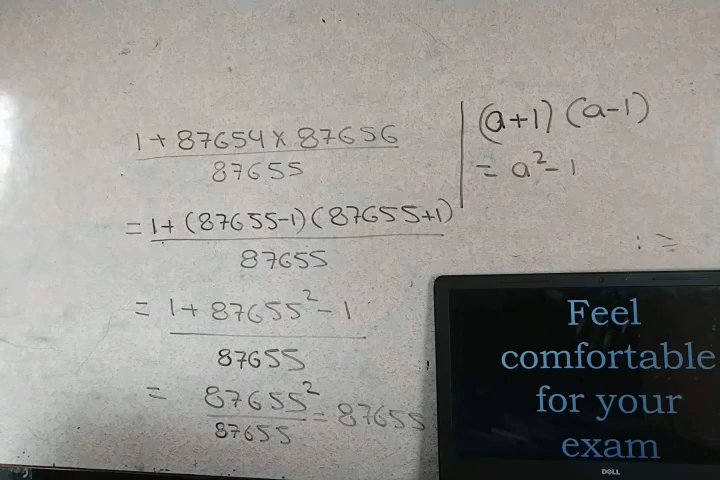 1 + 87654 × 87656
87655
= 1 + (87655-1) (87655+1)
87655
= 1 + 87655² - 1
87655
= 87655² = 87655
87655
(a+1) (a-1)
= a² - 1
Feel
comfortable
for your
exam
DELL